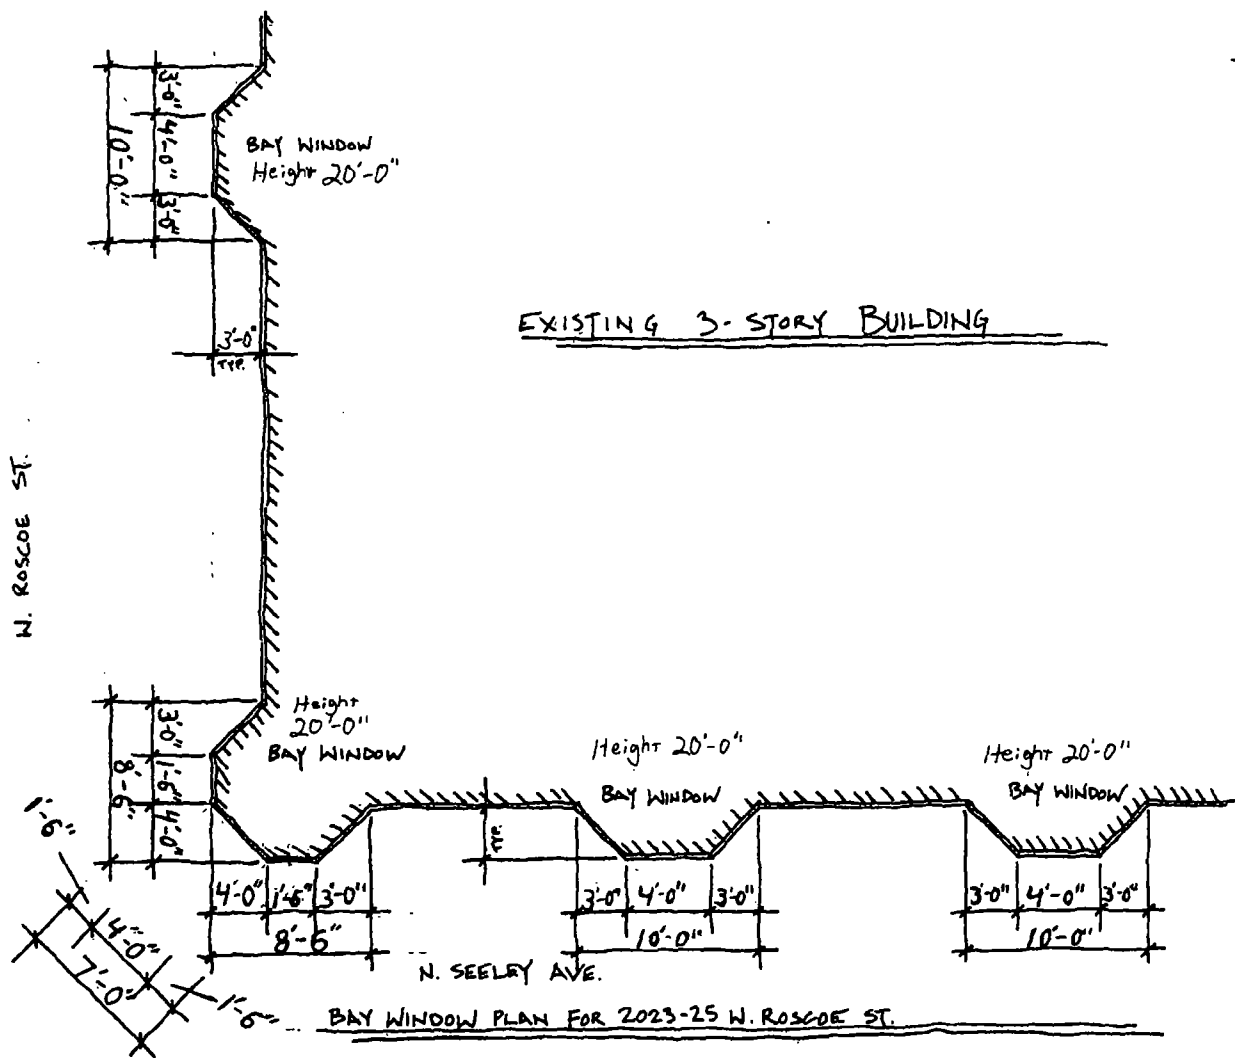 3'-0"
4'-0"
3'-0"
10'-0"
BAY WINDOW
Height 20'-0"
3'-0"
TYP.
EXISTING 3-STORY BUILDING
W. ROSCOE ST.
Height
20'-0"
BAY WINDOW
3'-0"
1'-6"
4'-0"
8'-6"
Height 20'-0"
BAY WINDOW
Height 20'-0"
BAY WINDOW
TYP.
4'-0" 1'-6" 3'-0"
8'-6"
3'-0" 4'-0" 3'-0"
10'-0"
3'-0" 4'-0" 3'-0"
10'-0"
1'-6"
4'-0"
7'-0"
1'-6"
N. SEELEY AVE.
BAY WINDOW PLAN FOR 2023-25 W. ROSCOE ST.